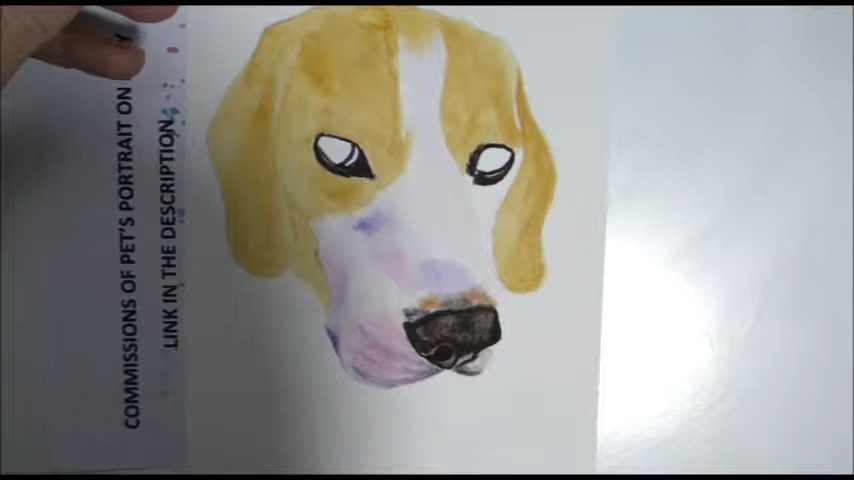 COMMISSIONS OF PET'S PORTRAIT ON
LINK IN THE DESCRIPTION